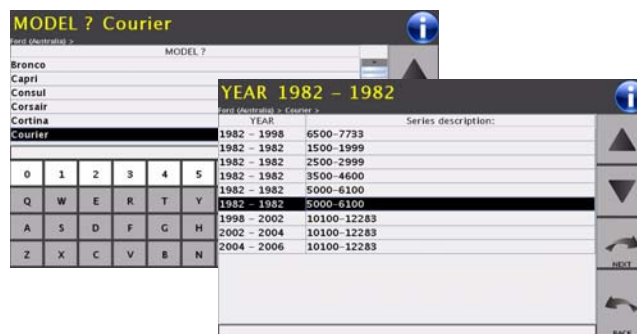 MODEL ? Courier
Ford (Australia) >
MODEL ?
Bronco
Capri
Consul
Corsair
Cortina
Courier
0 1 2 3 4 5
Q W E R T Y
A S D F G H
Z X C V B N
YEAR 1982 – 1982
Ford (Australia) > Courier >
YEAR Series description:
1982 – 1998 6500-7733
1982 – 1982 1500-1999
1982 – 1982 2500-2999
1982 – 1982 3500-4600
1982 – 1982 5000-6100
1982 – 1982 5000-6100
1998 – 2002 10100-12283
2002 – 2004 10100-12283
2004 – 2006 10100-12283
NEXT
BACK